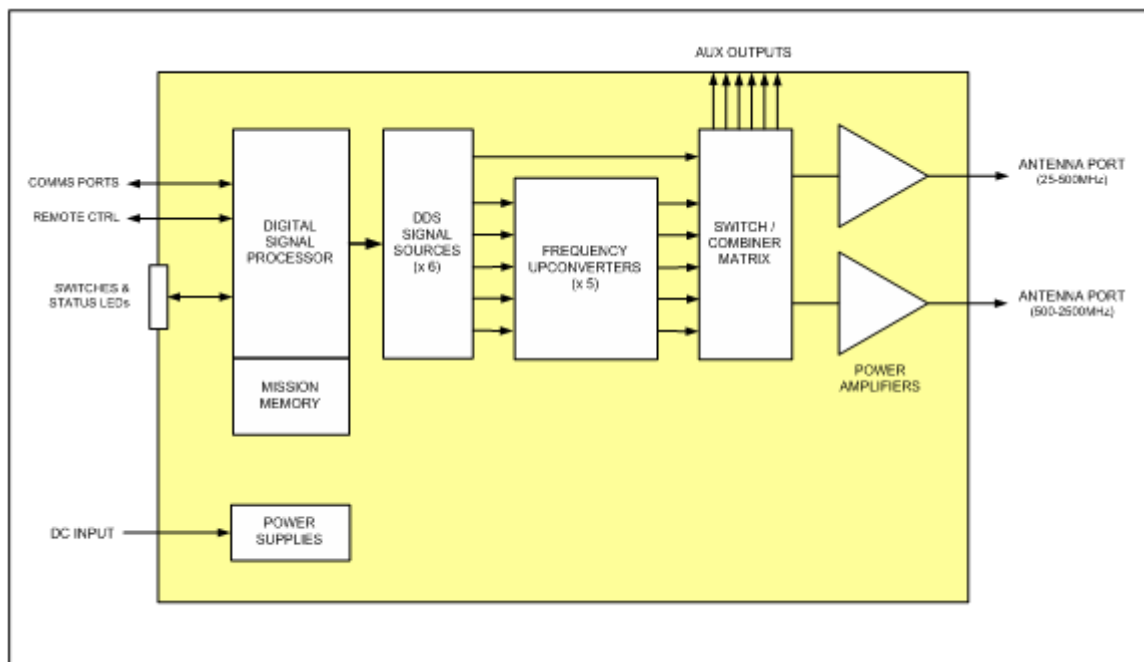 AUX OUTPUTS
COMMS PORTS
REMOTE CTRL
SWITCHES &
STATUS LEDs
DC INPUT
DIGITAL
SIGNAL
PROCESSOR
MISSION
MEMORY
POWER
SUPPLIES
DDS
SIGNAL
SOURCES
(x 6)
FREQUENCY
UPCONVERTERS
(x 5)
SWITCH /
COMBINER
MATRIX
POWER
AMPLIFIERS
ANTENNA PORT
(25-500MHz)
ANTENNA PORT
(500-2500MHz)